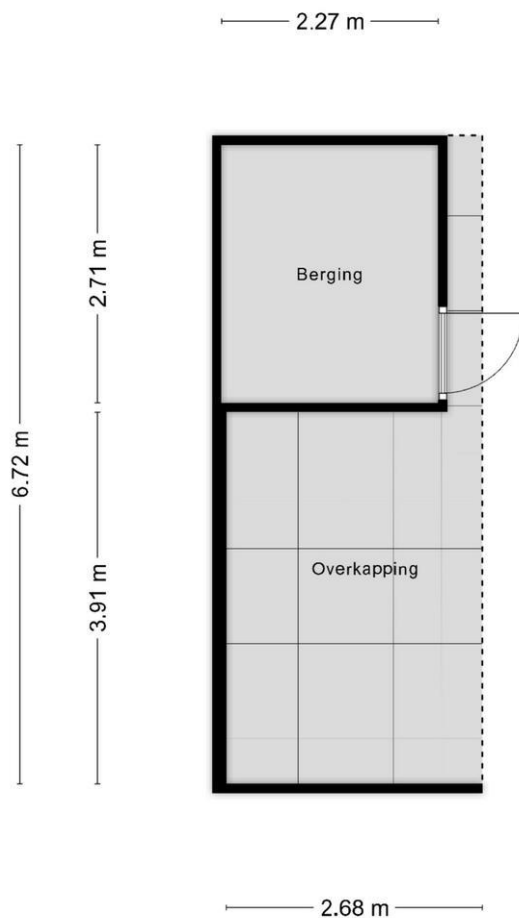 2.27 m
2.71 m
Berging
6.72 m
3.91 m
Overkapping
2.68 m